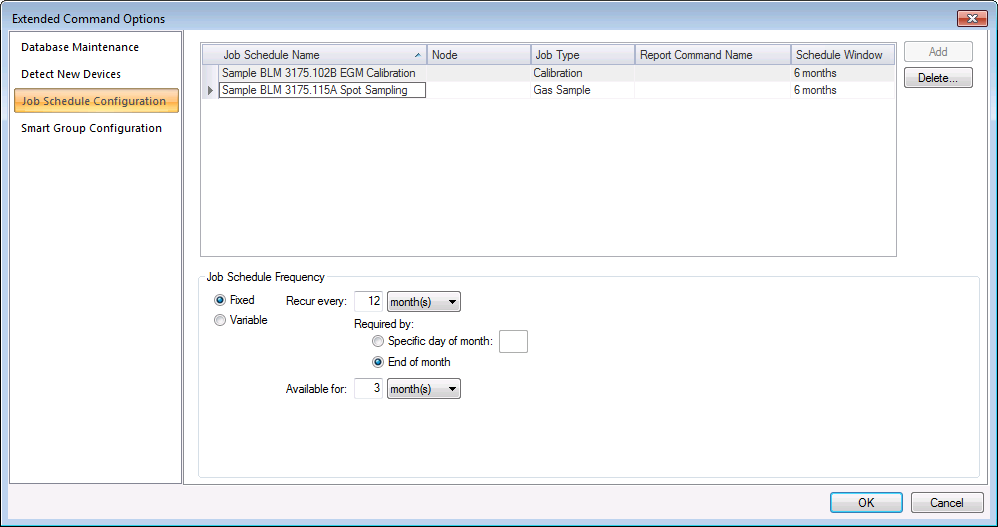 Extended Command Options
Database Maintenance
Detect New Devices
Job Schedule Configuration
Smart Group Configuration
Job Schedule Name Node Job Type Report Command Name Schedule Window
Sample BLM 3175.102B EGM Calibration Calibration 6 months
Sample BLM 3175.115A Spot Sampling Gas Sample 6 months
Add
Delete...
Job Schedule Frequency
Fixed Recur every: 12 month(s)
Variable
Required by:
Specific day of month:
End of month
Available for: 3 month(s)
OK Cancel